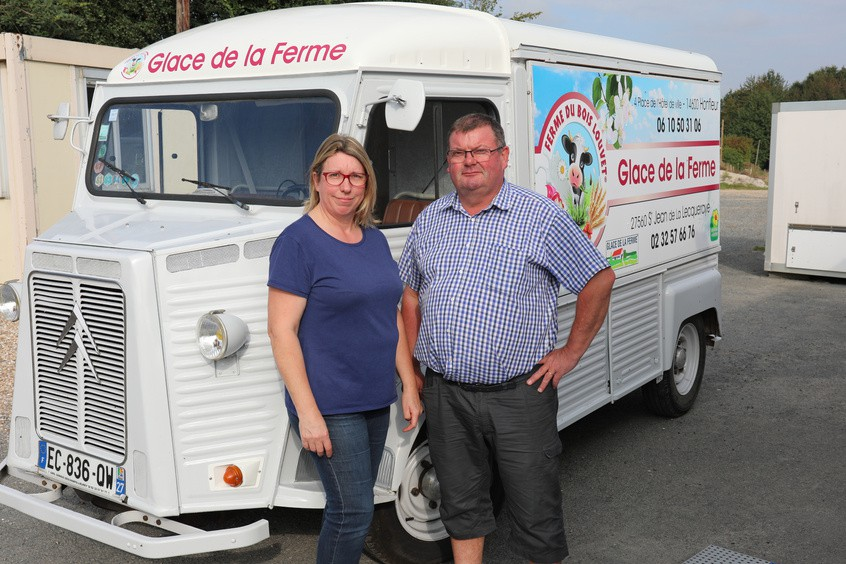 Glace de la Ferme
FERME DU BOIS LOUVET
4 Place de l'Hôtel de ville - 14600 Honfleur
06 10 50 31 06
Glace de la Ferme
27560 St Jean de La Lecqueraye
02 32 57 66 76
GLACE DE LA FERME
EC-836-QW
F
27